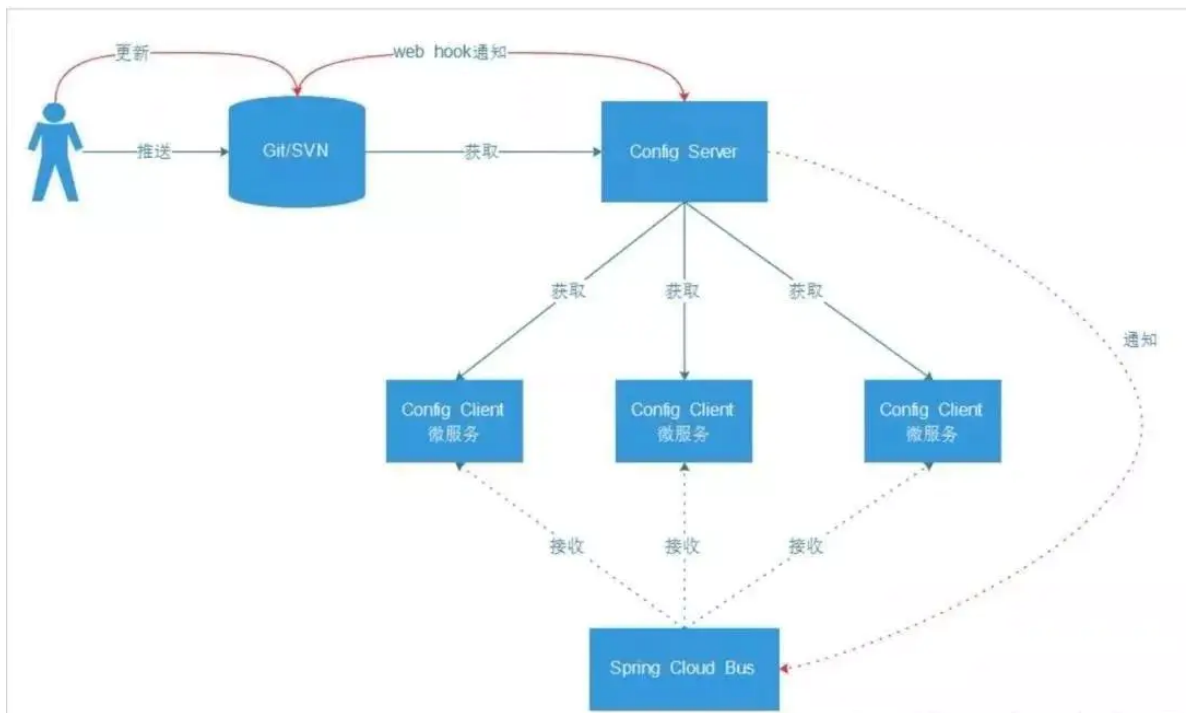 更新
web hook通知
推送
Git/SVN
获取
Config Server
获取
获取
获取
通知
Config Client
微服务
Config Client
微服务
Config Client
微服务
接收
接收
接收
Spring Cloud Bus